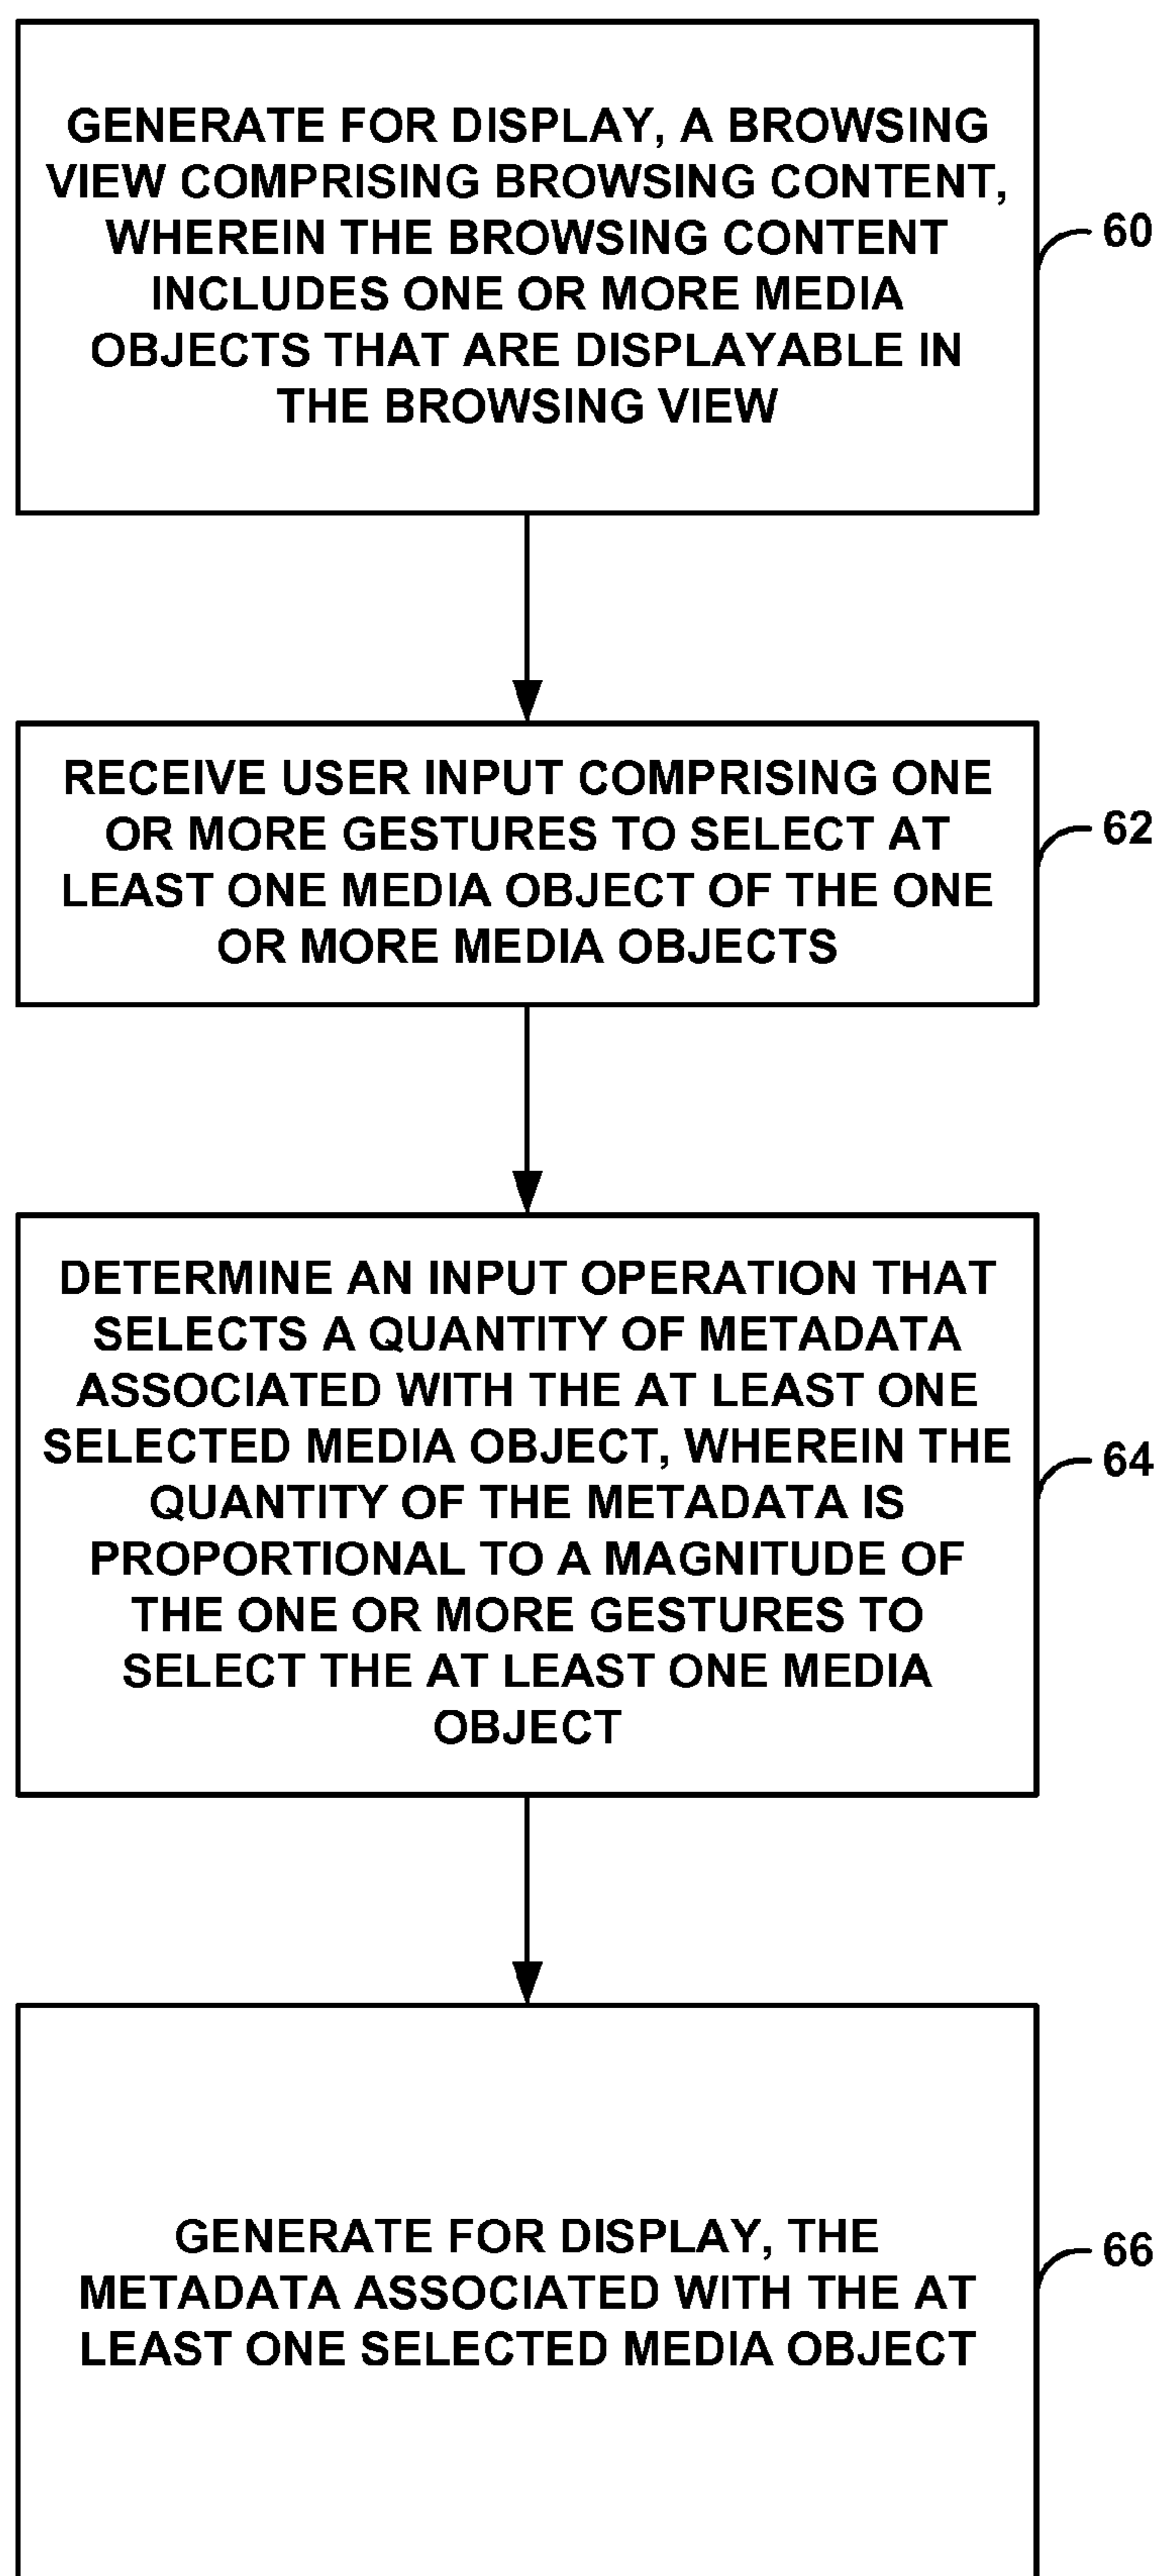 GENERATE FOR DISPLAY, A BROWSING
VIEW COMPRISING BROWSING CONTENT,
WHEREIN THE BROWSING CONTENT
INCLUDES ONE OR MORE MEDIA
OBJECTS THAT ARE DISPLAYABLE IN
THE BROWSING VIEW
60
RECEIVE USER INPUT COMPRISING ONE
OR MORE GESTURES TO SELECT AT
LEAST ONE MEDIA OBJECT OF THE ONE
OR MORE MEDIA OBJECTS
62
DETERMINE AN INPUT OPERATION THAT
SELECTS A QUANTITY OF METADATA
ASSOCIATED WITH THE AT LEAST ONE
SELECTED MEDIA OBJECT, WHEREIN THE
QUANTITY OF THE METADATA IS
PROPORTIONAL TO A MAGNITUDE OF
THE ONE OR MORE GESTURES TO
SELECT THE AT LEAST ONE MEDIA
OBJECT
64
GENERATE FOR DISPLAY, THE
METADATA ASSOCIATED WITH THE AT
LEAST ONE SELECTED MEDIA OBJECT
66